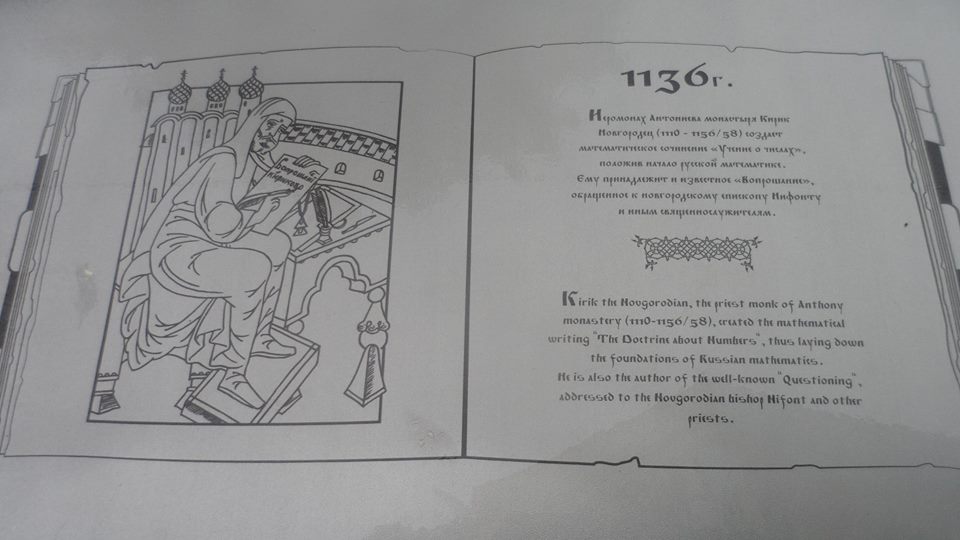 1136г.
Иеромонах Антониева монастыря Кирик
Новгородец (1110 - 1156/58) создает
математическое сочинение «Учение о числах»,
положив начало русской математике.
Ему принадлежит и известное «Вопрошание»,
обращенное к новгородскому епископу Нифонту
и иным священнослужителям.
Kirik the Novgorodian, the priest monk of Anthony
monastery (1110-1156/58), created the mathematical
writing "The Doctrine about Numbers", thus laying down
the foundations of Russian mathematics.
He is also the author of the well-known "Questioning",
addressed to the Novgorodian bishop Nifont and other
priests.